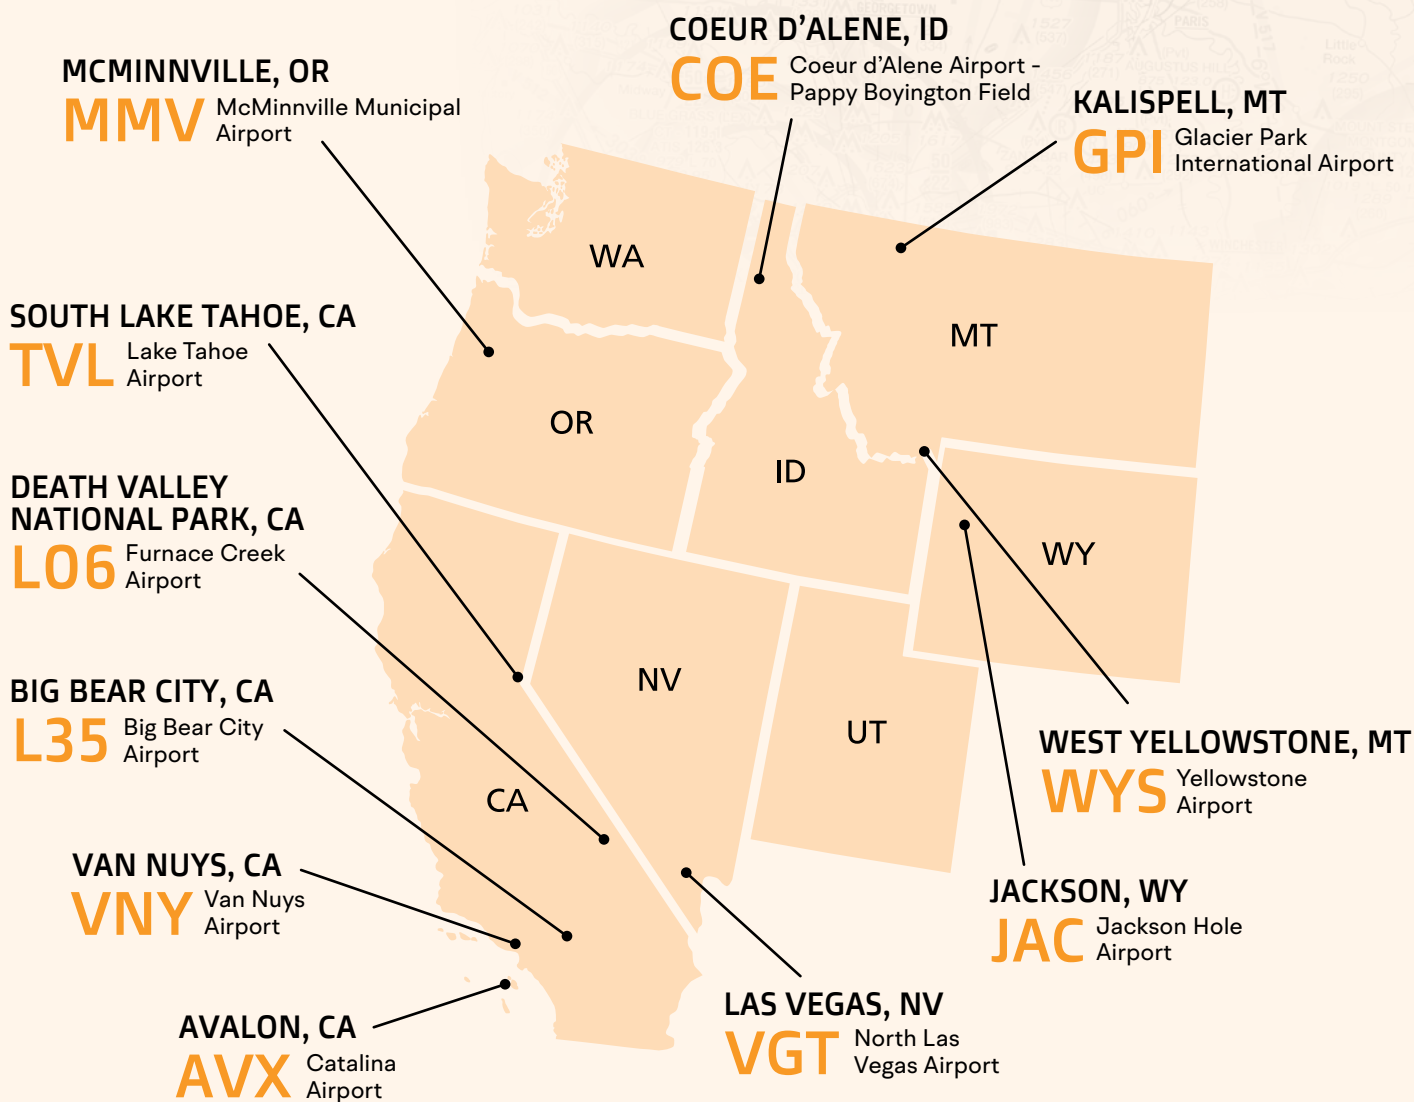 COEUR D’ALENE, ID
COE
Coeur d’Alene Airport -
Pappy Boyington Field
MCMINNVILLE, OR
MMV
McMinnville Municipal
Airport
KALISPELL, MT
GPI
Glacier Park
International Airport
SOUTH LAKE TAHOE, CA
TVL
Lake Tahoe
Airport
DEATH VALLEY
NATIONAL PARK, CA
L06
Furnace Creek
Airport
BIG BEAR CITY, CA
L35
Big Bear City
Airport
VAN NUYS, CA
VNY
Van Nuys
Airport
AVALON, CA
AVX
Catalina
Airport
LAS VEGAS, NV
VGT
North Las
Vegas Airport
JACKSON, WY
JAC
Jackson Hole
Airport
WEST YELLOWSTONE, MT
WYS
Yellowstone
Airport
WA
MT
OR
ID
WY
NV
UT
CA
GEORGETOWN
PARIS
Little
Rock